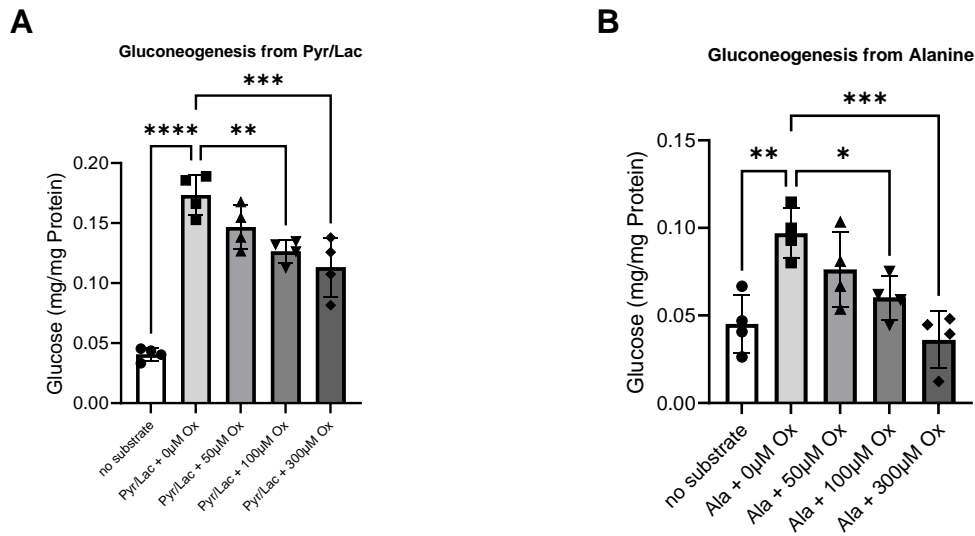 A
Gluconeogenesis from Pyr/Lac
***
****
**
0.20
0.15
0.10
0.05
0.00
Glucose (mg/mg Protein)
no substrate
Pyr/Lac + 0µM Ox
Pyr/Lac + 50µM Ox
Pyr/Lac + 100µM Ox
Pyr/Lac + 300µM Ox
B
Gluconeogenesis from Alanine
***
**
*
0.15
0.10
0.05
0.00
Glucose (mg/mg Protein)
no substrate
Ala + 0µM Ox
Ala + 50µM Ox
Ala + 100µM Ox
Ala + 300µM Ox